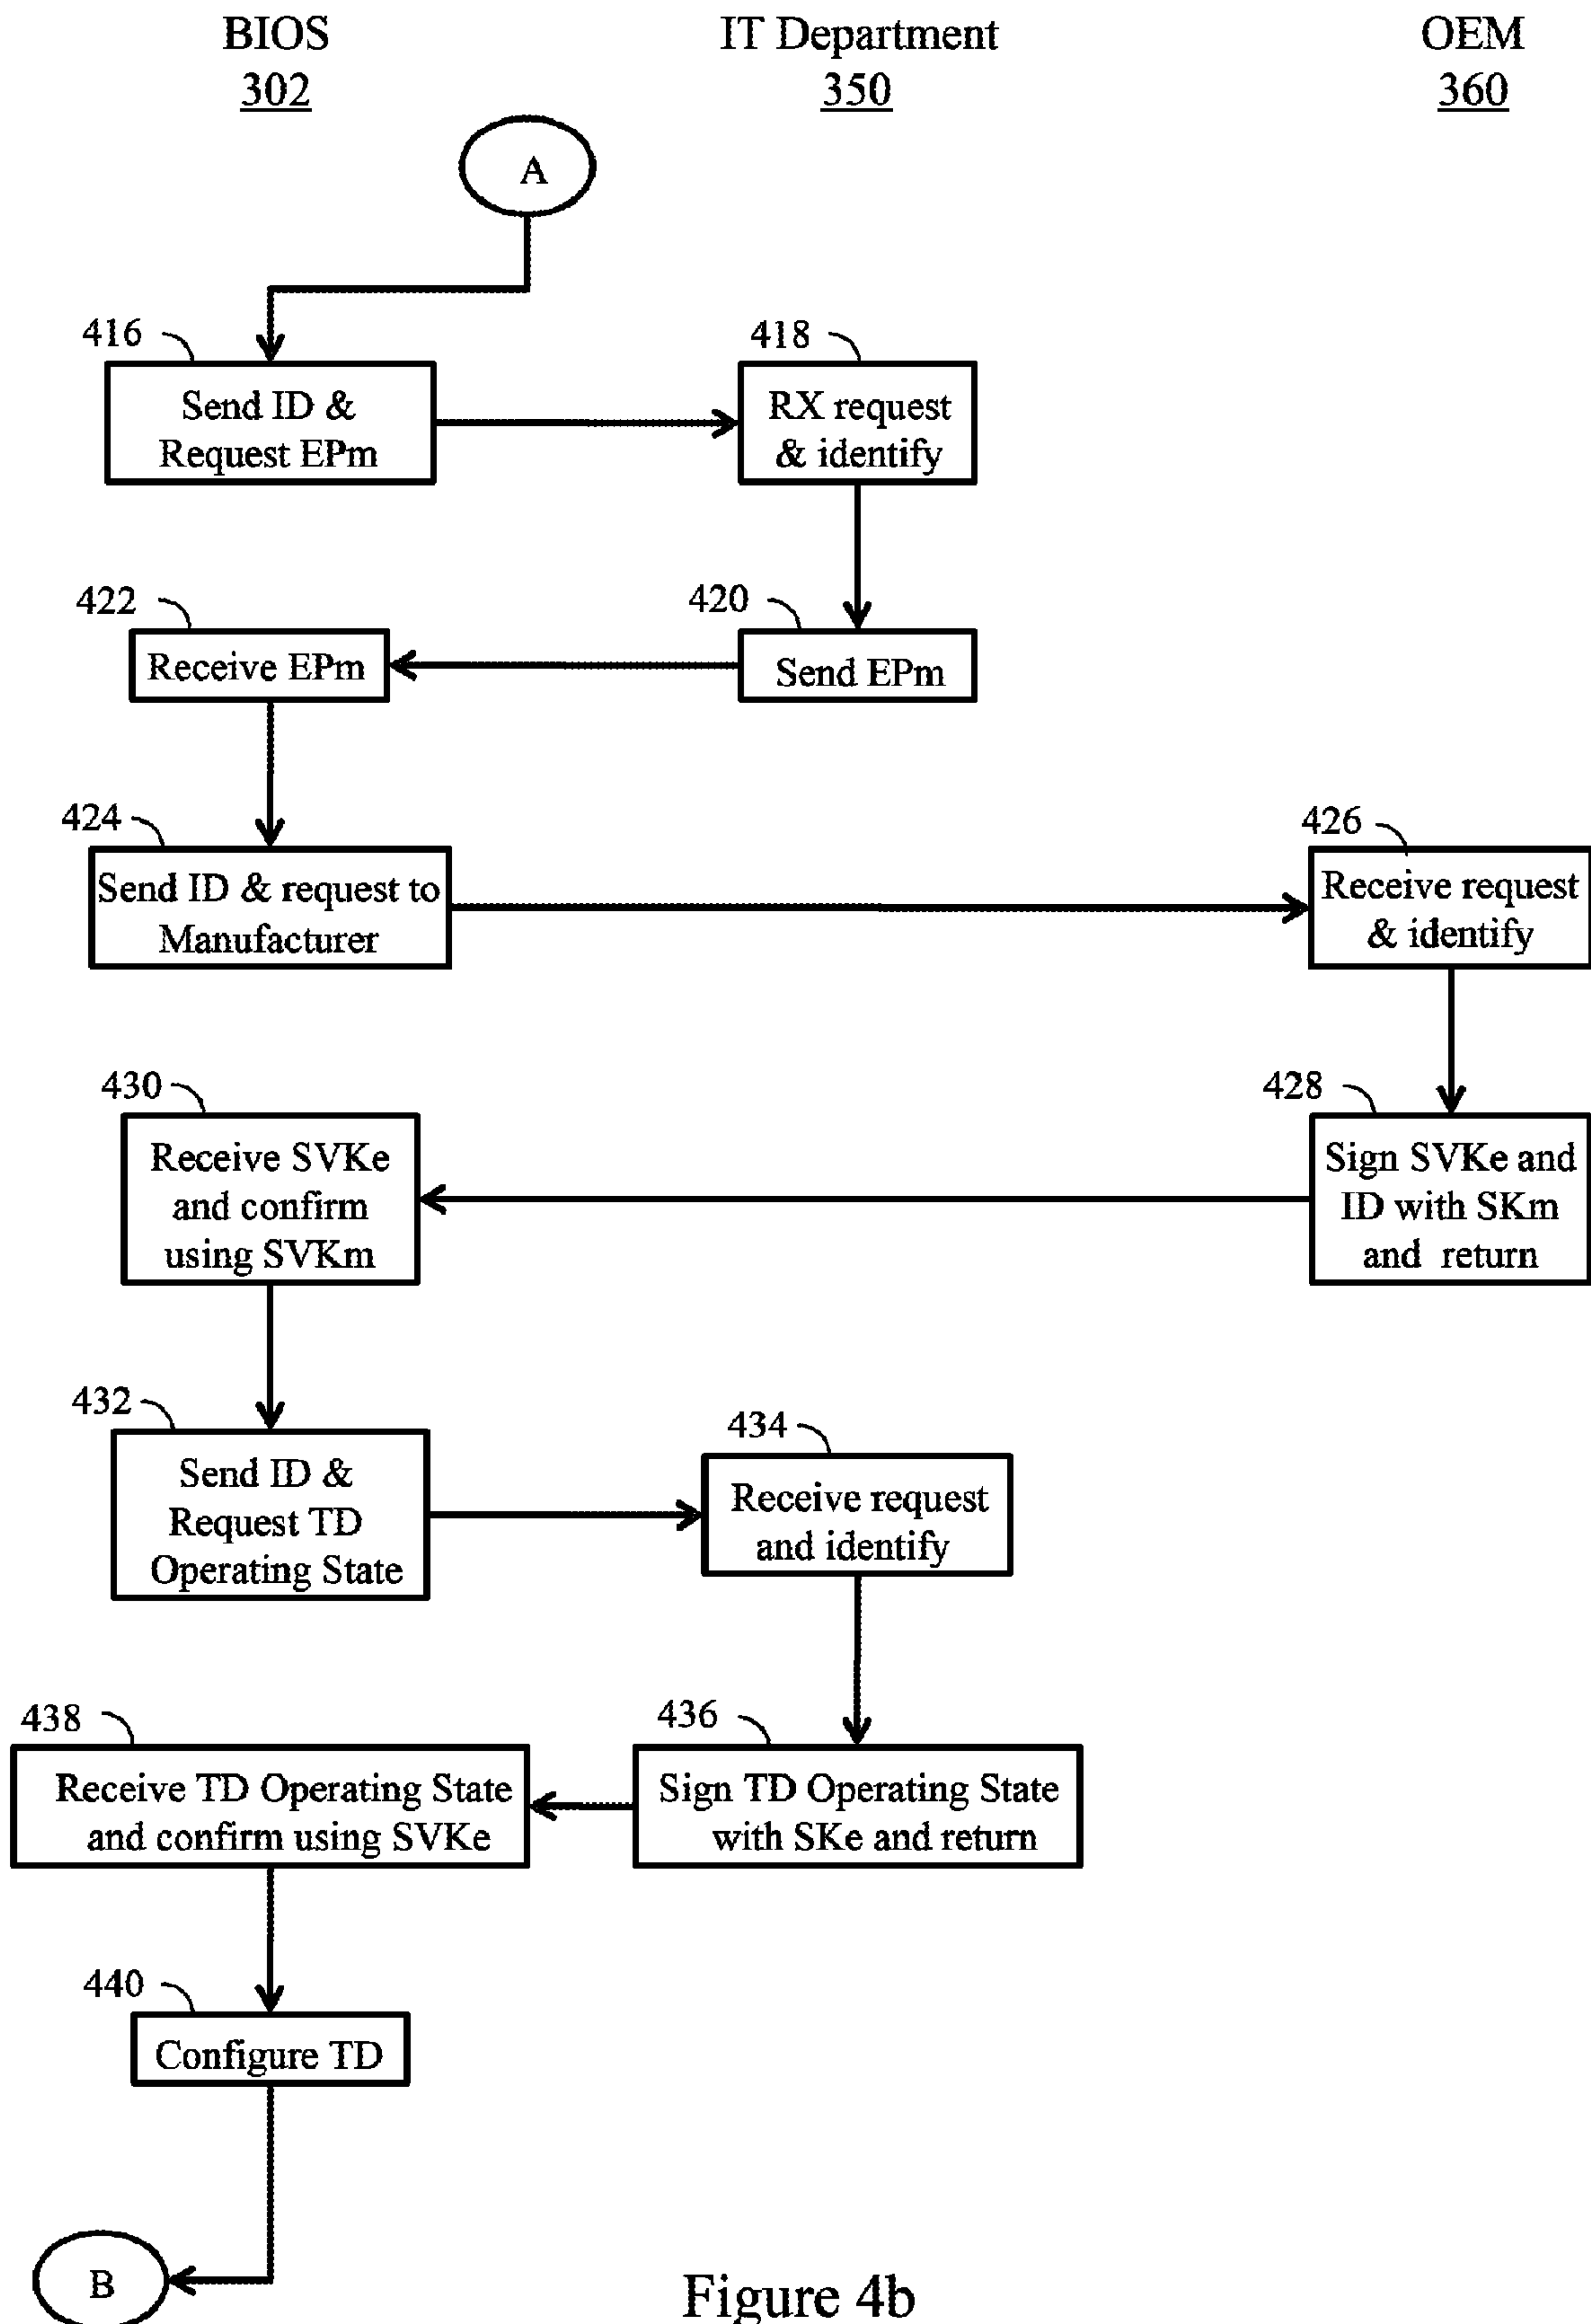 BIOS
302
IT Department
350
OEM
360
A
416
Send ID &
Request EPm
418
RX request
& identify
422
Receive EPm
420
Send EPm
424
Send ID & request to
Manufacturer
426
Receive request
& identify
430
Receive SVKe
and confirm
using SVKm
428
Sign SVKe and
ID with SKm
and return
432
Send ID &
Request TD
Operating State
434
Receive request
and identify
438
Receive TD Operating State
and confirm using SVKe
436
Sign TD Operating State
with SKe and return
440
Configure TD
B
Figure 4b